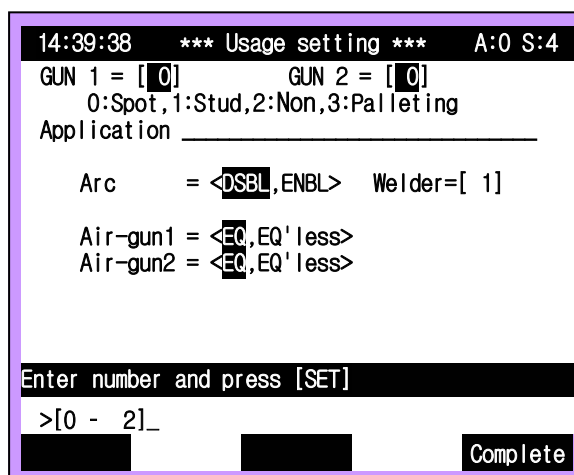 14:39:38 *** Usage setting *** A:0 S:4
GUN 1 = [ 0] GUN 2 = [ 0]
0:Spot,1:Stud,2:Non,3:Palleting
Application
Arc = <DSBL,ENBL> Welder=[ 1]
Air-gun1 = <EQ,EQ'less>
Air-gun2 = <EQ,EQ'less>
Enter number and press [SET]
>[0 - 2]_
Complete